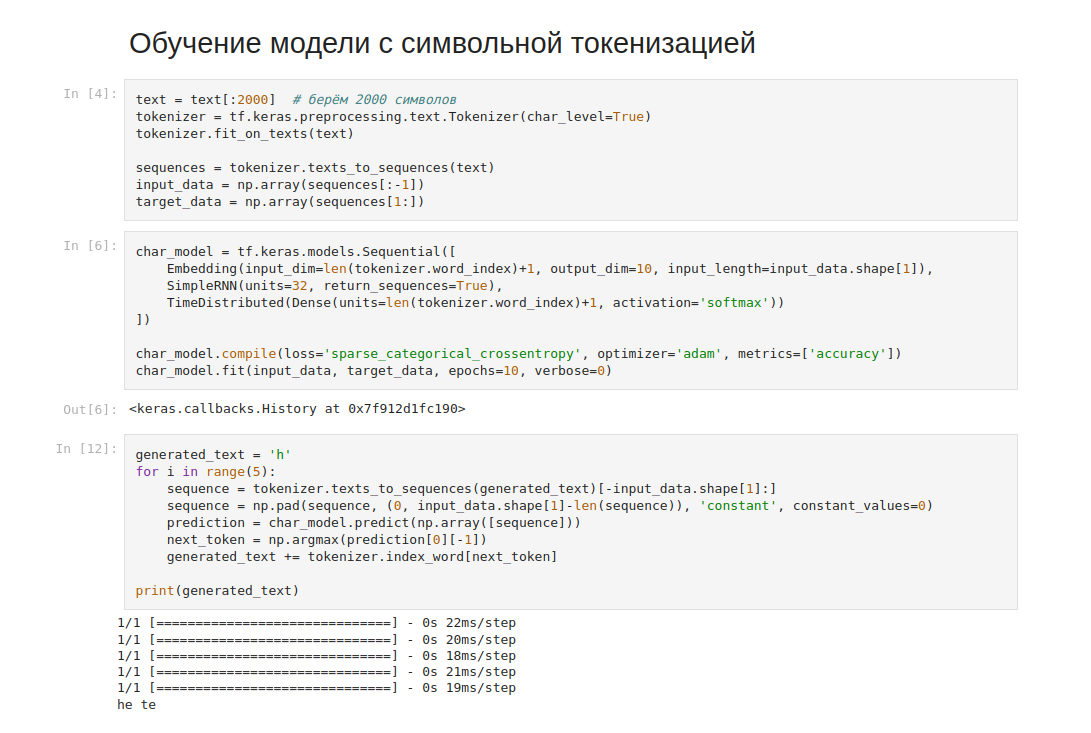 Обучение модели с символьной токенизацией
In [4]:
text = text[:2000]  # берём 2000 символов
tokenizer = tf.keras.preprocessing.text.Tokenizer(char_level=True)
tokenizer.fit_on_texts(text)
sequences = tokenizer.texts_to_sequences(text)
input_data = np.array(sequences[:-1])
target_data = np.array(sequences[1:])
In [6]:
char_model = tf.keras.models.Sequential([
    Embedding(input_dim=len(tokenizer.word_index)+1, output_dim=10, input_length=input_data.shape[1]),
    SimpleRNN(units=32, return_sequences=True),
    TimeDistributed(Dense(units=len(tokenizer.word_index)+1, activation='softmax'))
])
char_model.compile(loss='sparse_categorical_crossentropy', optimizer='adam', metrics=['accuracy'])
char_model.fit(input_data, target_data, epochs=10, verbose=0)
Out[6]: <keras.callbacks.History at 0x7f912d1fc190>
In [12]:
generated_text = 'h'
for i in range(5):
    sequence = tokenizer.texts_to_sequences(generated_text)[-input_data.shape[1]:]
    sequence = np.pad(sequence, (0, input_data.shape[1]-len(sequence)), 'constant', constant_values=0)
    prediction = char_model.predict(np.array([sequence]))
    next_token = np.argmax(prediction[0][-1])
    generated_text += tokenizer.index_word[next_token]
print(generated_text)
1/1 [==============================] - 0s 22ms/step
1/1 [==============================] - 0s 20ms/step
1/1 [==============================] - 0s 18ms/step
1/1 [==============================] - 0s 21ms/step
1/1 [==============================] - 0s 19ms/step
he te